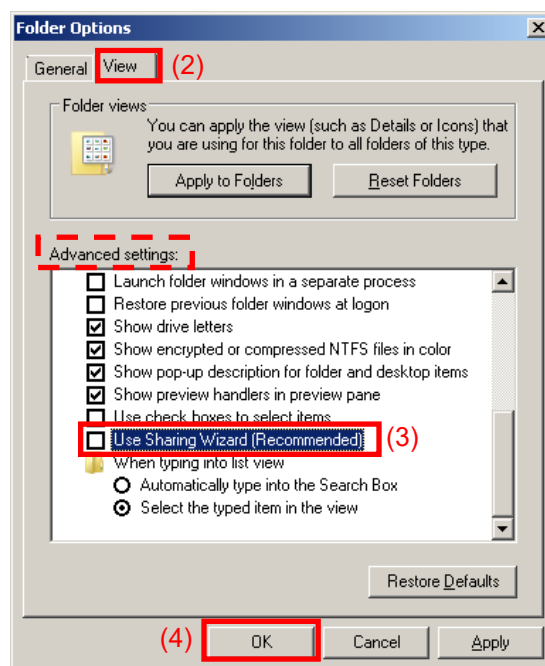 Folder Options
General View (2)
Folder views
You can apply the view (such as Details or Icons) that
you are using for this folder to all folders of this type.
Apply to Folders Reset Folders
Advanced settings:
Launch folder windows in a separate process
Restore previous folder windows at logon
Show drive letters
Show encrypted or compressed NTFS files in color
Show pop-up description for folder and desktop items
Show preview handlers in preview pane
Use check boxes to select items
Use Sharing Wizard (Recommended) (3)
When typing into list view
Automatically type into the Search Box
Select the typed item in the view
Restore Defaults
(4) OK Cancel Apply